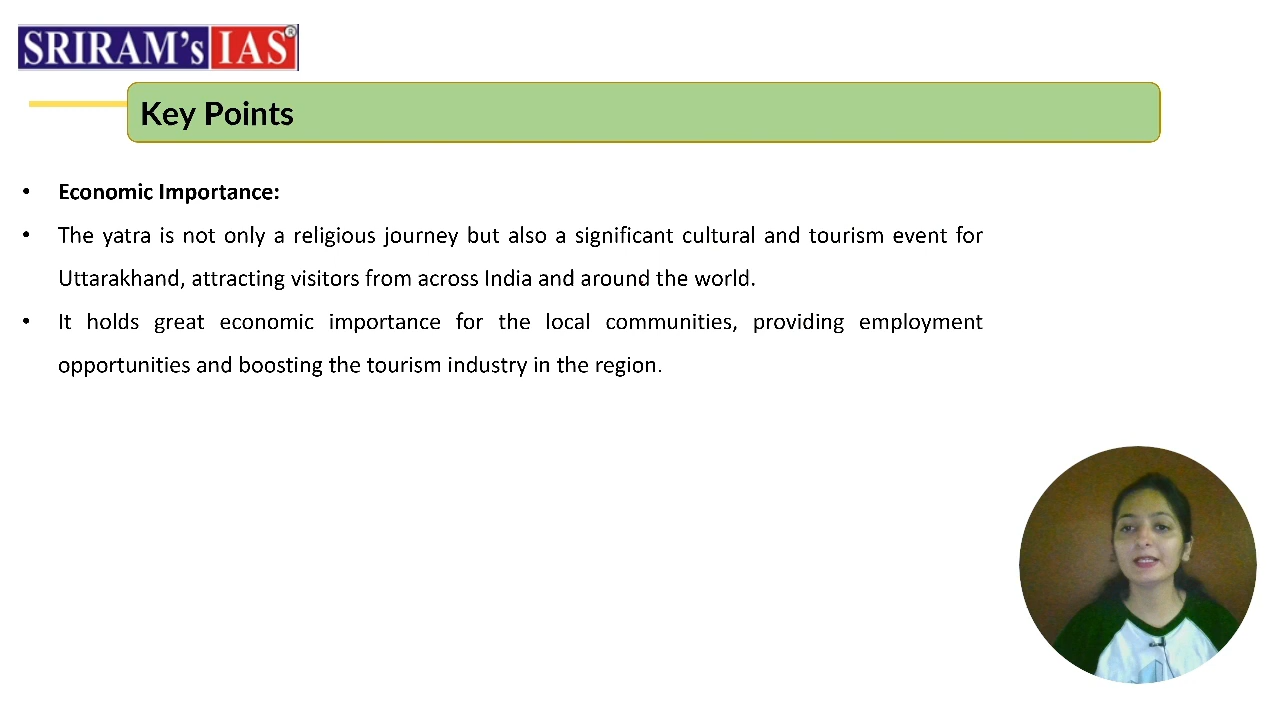 SRIRAM's IAS®
Key Points
• Economic Importance:
• The yatra is not only a religious journey but also a significant cultural and tourism event for
Uttarakhand, attracting visitors from across India and around the world.
• It holds great economic importance for the local communities, providing employment
opportunities and boosting the tourism industry in the region.